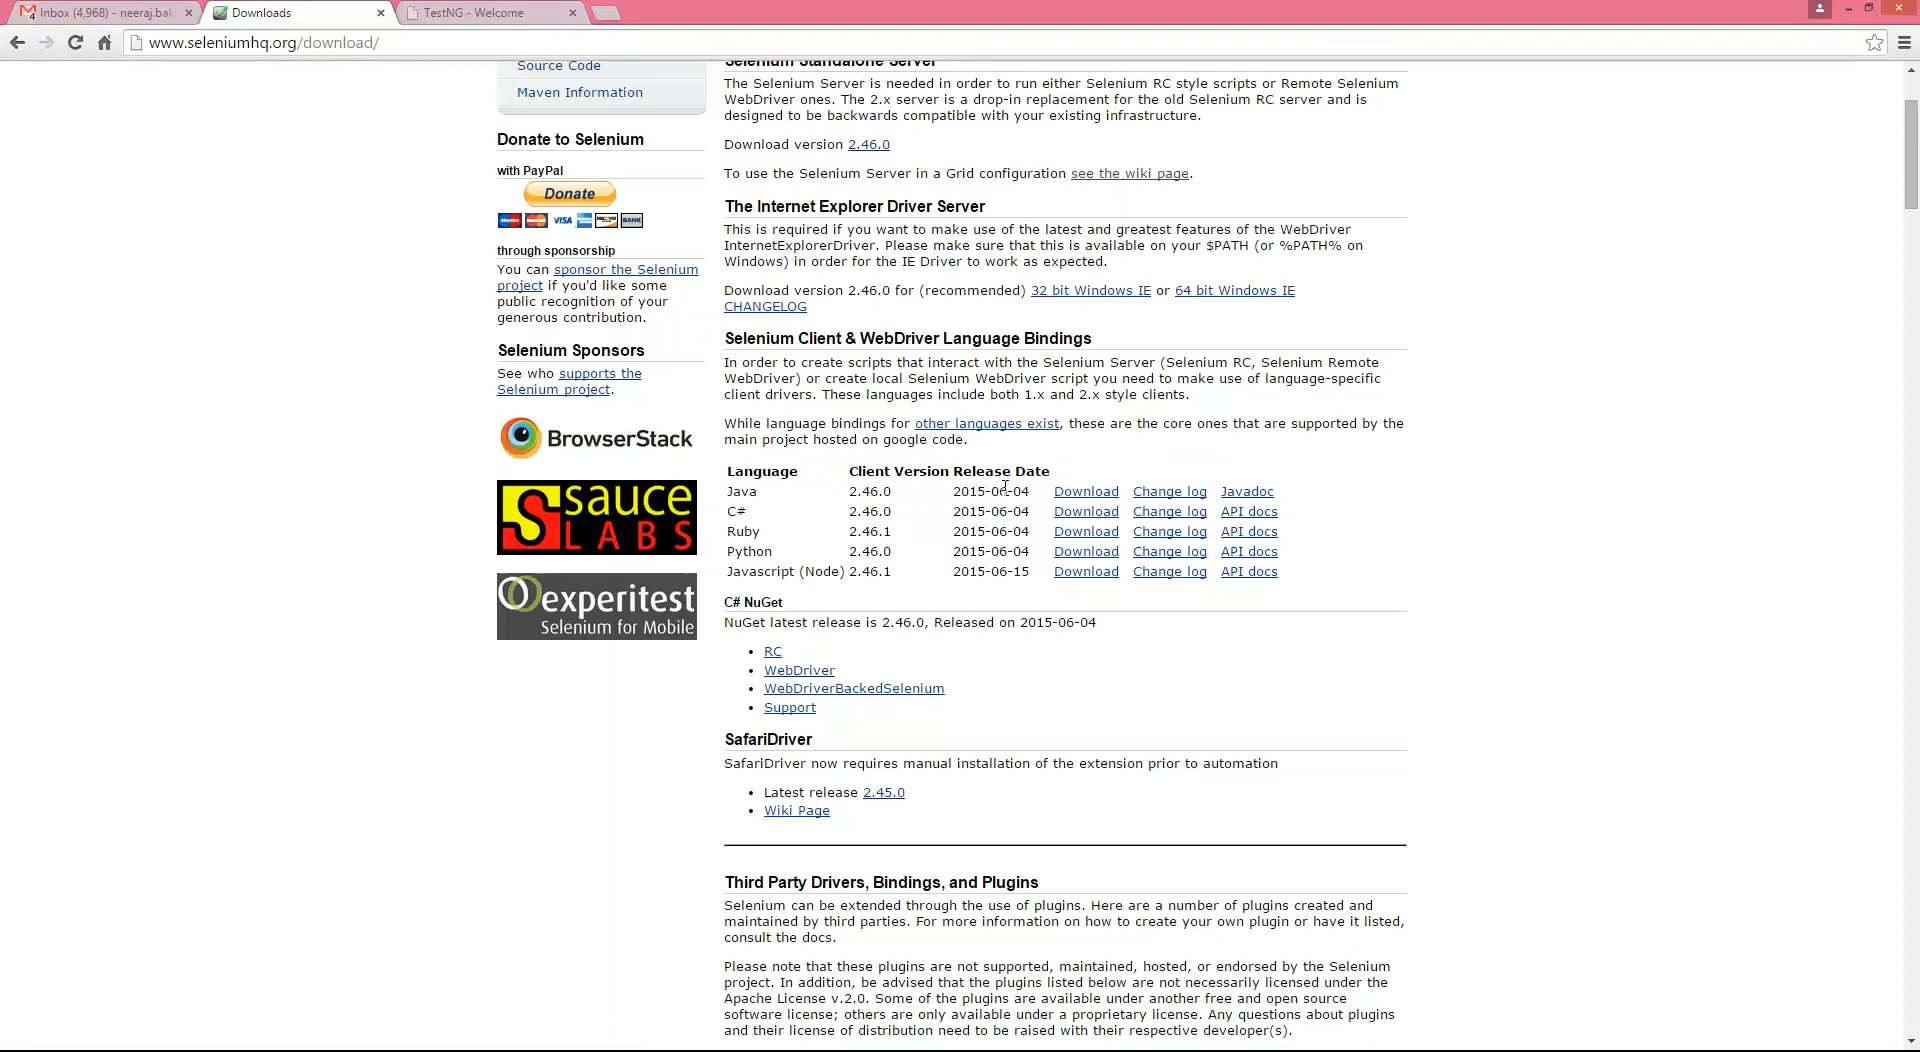 Inbox (4,968) - neeraj.bak
Downloads
TestNG - Welcome
www.seleniumhq.org/download/
Source Code
Maven Information
Donate to Selenium
with PayPal
Donate
VISA
BANK
through sponsorship
You can sponsor the Selenium
project if you'd like some
public recognition of your
generous contribution.
Selenium Sponsors
See who supports the
Selenium project.
BrowserStack
sauce
LABS
experitest
Selenium for Mobile
Selenium Standalone Server
The Selenium Server is needed in order to run either Selenium RC style scripts or Remote Selenium
WebDriver ones. The 2.x server is a drop-in replacement for the old Selenium RC server and is
designed to be backwards compatible with your existing infrastructure.
Download version 2.46.0
To use the Selenium Server in a Grid configuration see the wiki page.
The Internet Explorer Driver Server
This is required if you want to make use of the latest and greatest features of the WebDriver
InternetExplorerDriver. Please make sure that this is available on your $PATH (or %PATH% on
Windows) in order for the IE Driver to work as expected.
Download version 2.46.0 for (recommended) 32 bit Windows IE or 64 bit Windows IE
CHANGELOG
Selenium Client & WebDriver Language Bindings
In order to create scripts that interact with the Selenium Server (Selenium RC, Selenium Remote
WebDriver) or create local Selenium WebDriver script you need to make use of language-specific
client drivers. These languages include both 1.x and 2.x style clients.
While language bindings for other languages exist, these are the core ones that are supported by the
main project hosted on google code.
Language Client Version Release Date
Java 2.46.0 2015-06-04 Download Change log Javadoc
C# 2.46.0 2015-06-04 Download Change log API docs
Ruby 2.46.1 2015-06-04 Download Change log API docs
Python 2.46.0 2015-06-04 Download Change log API docs
Javascript (Node) 2.46.1 2015-06-15 Download Change log API docs
C# NuGet
NuGet latest release is 2.46.0, Released on 2015-06-04
• RC
• WebDriver
• WebDriverBackedSelenium
• Support
SafariDriver
SafariDriver now requires manual installation of the extension prior to automation
• Latest release 2.45.0
• Wiki Page
Third Party Drivers, Bindings, and Plugins
Selenium can be extended through the use of plugins. Here are a number of plugins created and
maintained by third parties. For more information on how to create your own plugin or have it listed,
consult the docs.
Please note that these plugins are not supported, maintained, hosted, or endorsed by the Selenium
project. In addition, be advised that the plugins listed below are not necessarily licensed under the
Apache License v.2.0. Some of the plugins are available under another free and open source
software license; others are only available under a proprietary license. Any questions about plugins
and their license of distribution need to be raised with their respective developer(s).